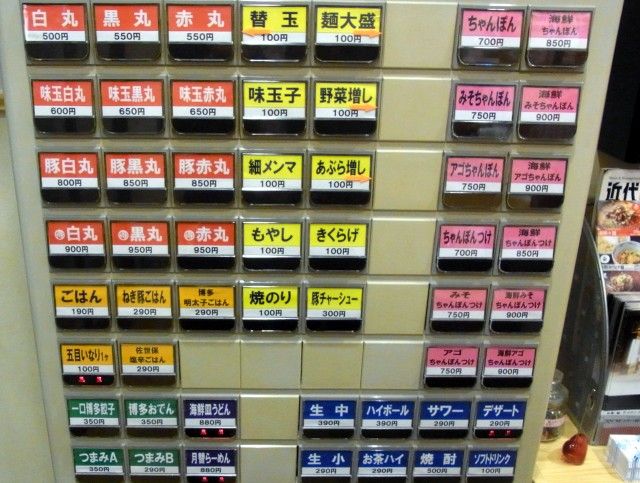 白丸
500円
黒丸
550円
赤丸
550円
替玉
100円
麺大盛
100円
ちゃんぽん
700円
海鮮
ちゃんぽん
850円
味玉白丸
600円
味玉黒丸
650円
味玉赤丸
650円
味玉子
100円
野菜増し
100円
みそちゃんぽん
750円
海鮮
みそちゃんぽん
900円
豚白丸
800円
豚黒丸
850円
豚赤丸
850円
細メンマ
100円
あぶら増し
100円
アゴちゃんぽん
750円
海鮮
アゴちゃんぽん
900円
白丸
900円
黒丸
950円
赤丸
950円
もやし
100円
きくらげ
100円
ちゃんぽんつけ
700円
海鮮
ちゃんぽんつけ
850円
ごはん
190円
ねぎ豚ごはん
290円
博多
明太子ごはん
290円
焼のり
100円
豚チャーシュー
300円
みそ
ちゃんぽんつけ
750円
海鮮みそ
ちゃんぽんつけ
900円
五目いなり1ヶ
100円
佐世保
塩辛ごはん
290円
アゴ
ちゃんぽんつけ
750円
海鮮アゴ
ちゃんぽんつけ
900円
一口博多餃子
350円
博多おでん
350円
海鮮皿うどん
880円
生中
390円
ハイボール
390円
サワー
290円
デザート
290円
つまみA
350円
つまみB
290円
月替らーめん
880円
生小
290円
お茶ハイ
290円
焼酎
450円
ソフトドリンク
100円
近代